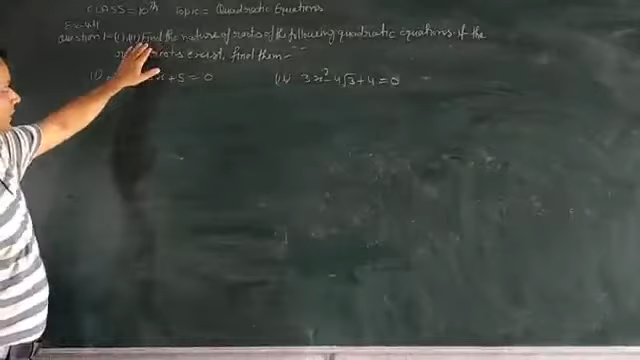 CLASS = 10th Topic = Quadratic Equations
Ex-4.4
Question 1- (i), (ii) Find the nature of roots of the following quadratic equations. if the
roots exist, find them-
(i) x + 5 = 0 (ii) 3x² - 4√3 + 4 = 0